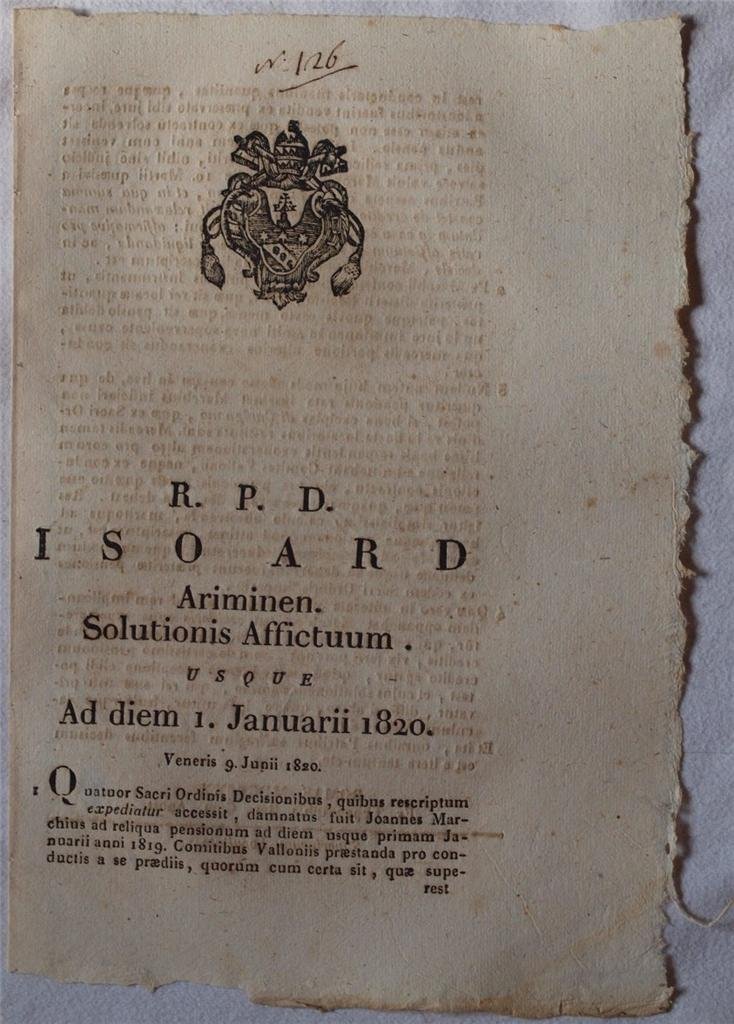 N. 126
R. P. D.
ISOARD
Ariminen.
Solutionis Affictuum .
USQUE
Ad diem 1. Januarii 1820.
Veneris 9. Junii 1820.
1 Quatuor Sacri Ordinis Decisionibus , quibus rescriptum
expediatur accessit , damnatus fuit Joannes Mar-
chius ad reliqua pensionum ad diem usque primam Ja-
nuarii anni 1819. Comitibus Valloniis præstanda pro con-
ductis a se prædiis , quorum cum certa sit , quæ supe-
rest